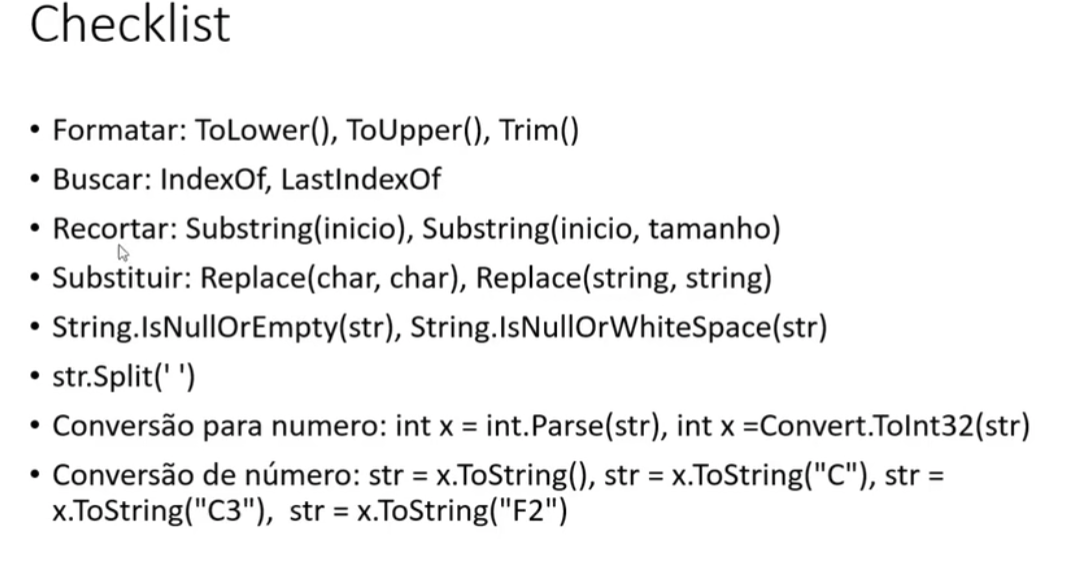 Checklist
• Formatar: ToLower(), ToUpper(), Trim()
• Buscar: IndexOf, LastIndexOf
• Recortar: Substring(inicio), Substring(inicio, tamanho)
• Substituir: Replace(char, char), Replace(string, string)
• String.IsNullOrEmpty(str), String.IsNullOrWhiteSpace(str)
• str.Split(' ')
• Conversão para numero: int x = int.Parse(str), int x =Convert.ToInt32(str)
• Conversão de número: str = x.ToString(), str = x.ToString("C"), str =
x.ToString("C3"),  str = x.ToString("F2")